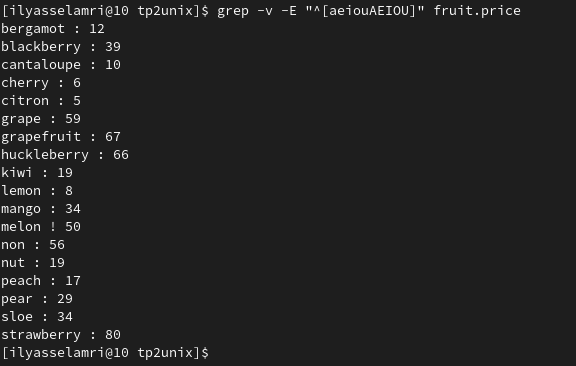 [ilyasselamri@10 tp2unix]$ grep -v -E "^[aeiouAEIOU]" fruit.price
bergamot : 12
blackberry : 39
cantaloupe : 10
cherry : 6
citron : 5
grape : 59
grapefruit : 67
huckleberry : 66
kiwi : 19
lemon : 8
mango : 34
melon ! 50
non : 56
nut : 19
peach : 17
pear : 29
sloe : 34
strawberry : 80
[ilyasselamri@10 tp2unix]$